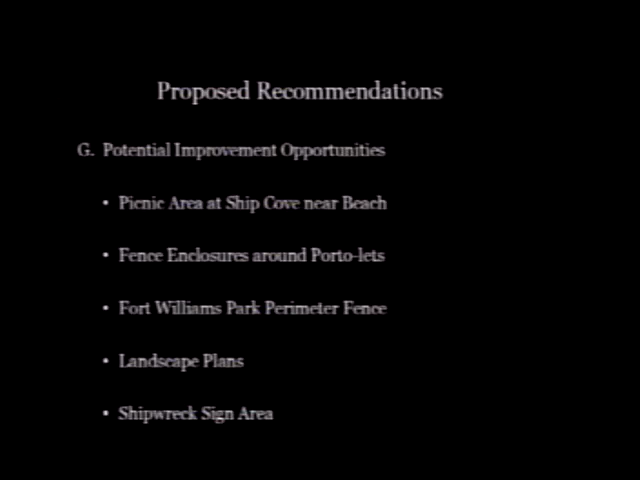 Proposed Recommendations
G. Potential Improvement Opportunities
• Picnic Area at Ship Cove near Beach
• Fence Enclosures around Porto-lets
• Fort Williams Park Perimeter Fence
• Landscape Plans
• Shipwreck Sign Area